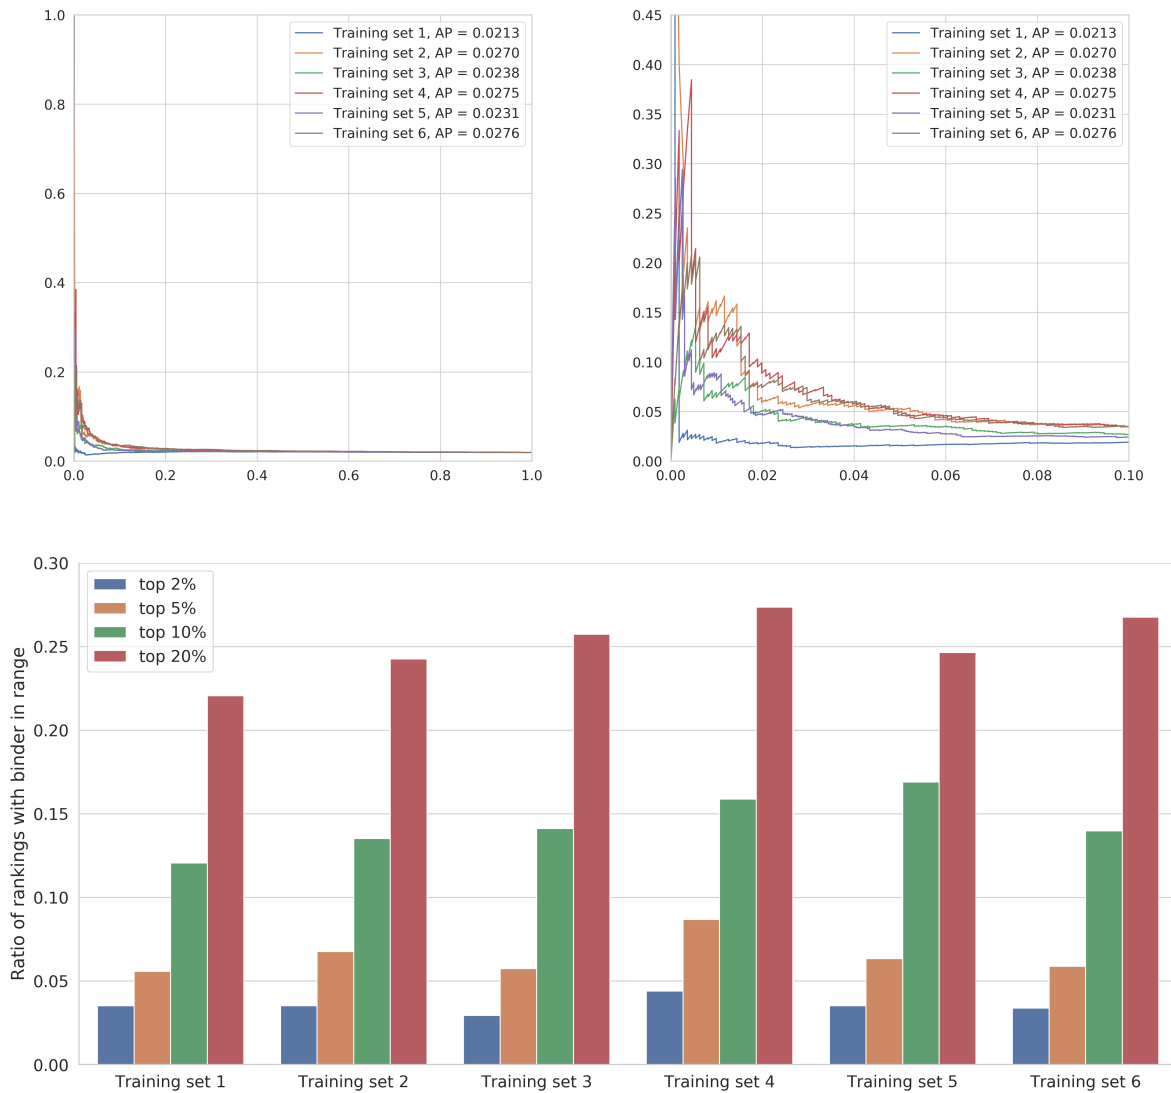 1.0
0.8
0.6
0.4
0.2
0.0
0.0 0.2 0.4 0.6 0.8 1.0
Training set 1, AP = 0.0213
Training set 2, AP = 0.0270
Training set 3, AP = 0.0238
Training set 4, AP = 0.0275
Training set 5, AP = 0.0231
Training set 6, AP = 0.0276
0.45
0.40
0.35
0.30
0.25
0.20
0.15
0.10
0.05
0.00
0.00 0.02 0.04 0.06 0.08 0.10
Training set 1, AP = 0.0213
Training set 2, AP = 0.0270
Training set 3, AP = 0.0238
Training set 4, AP = 0.0275
Training set 5, AP = 0.0231
Training set 6, AP = 0.0276
Ratio of rankings with binder in range
0.30
0.25
0.20
0.15
0.10
0.05
0.00
top 2%
top 5%
top 10%
top 20%
Training set 1 Training set 2 Training set 3 Training set 4 Training set 5 Training set 6